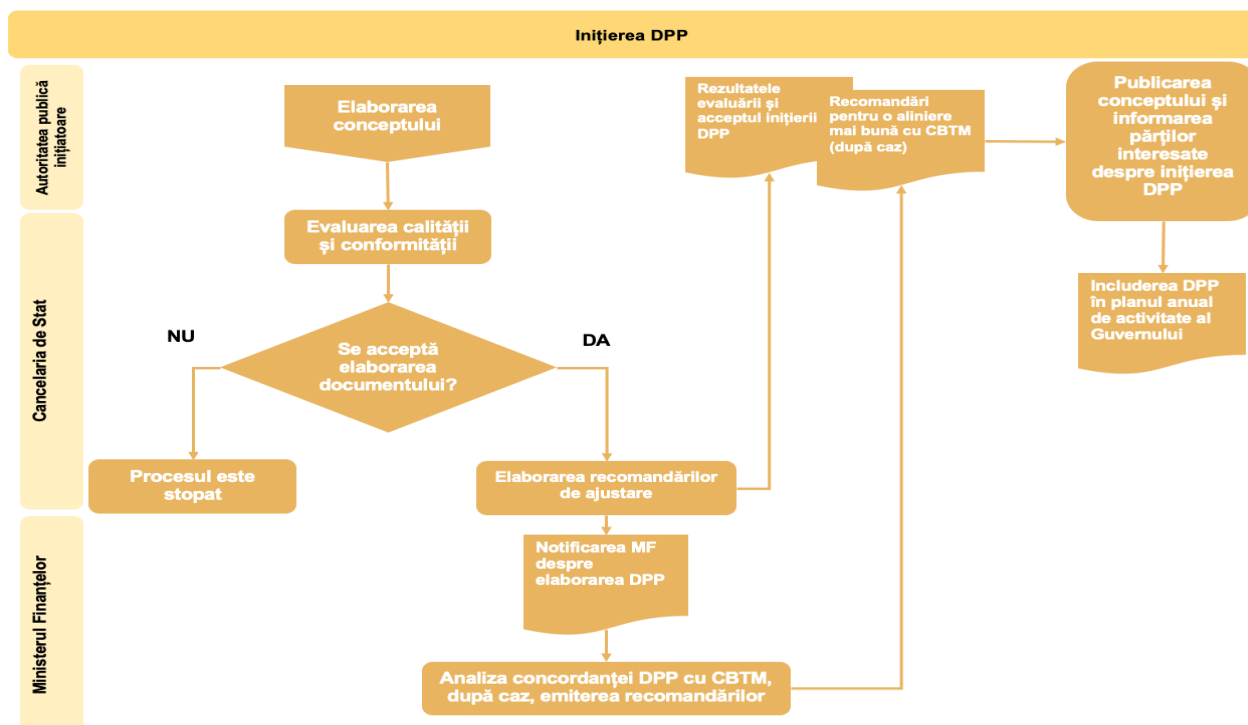 Inițierea DPP
Autoritatea publică
inițiatoare
Elaborarea
conceptului
Rezultatele
evaluării și
acceptul inițierii
DPP
Recomandări
pentru o aliniere
mai bună cu CBTM
(după caz)
Publicarea
conceptului și
informarea
părților
interesate
despre inițierea
DPP
Cancelaria de Stat
Evaluarea calității
și conformității
NU
Se acceptă
elaborarea
documentului?
DA
Includerea DPP
în planul anual
de activitate al
Guvernului
Procesul este
stopat
Elaborarea recomandărilor
de ajustare
Ministerul Finanțelor
Notificarea MF
despre
elaborarea DPP
Analiza concordanței DPP cu CBTM,
după caz, emiterea recomandărilor